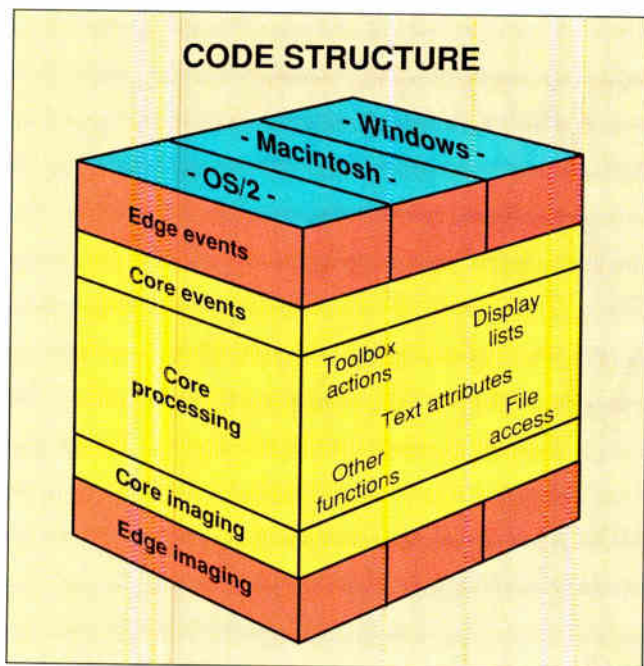 CODE STRUCTURE
- Windows -
- Macintosh -
- OS/2 -
Edge events
Core events
Core
processing
Core imaging
Edge imaging
Toolbox
actions
Display
lists
Text attributes
File
access
Other
functions